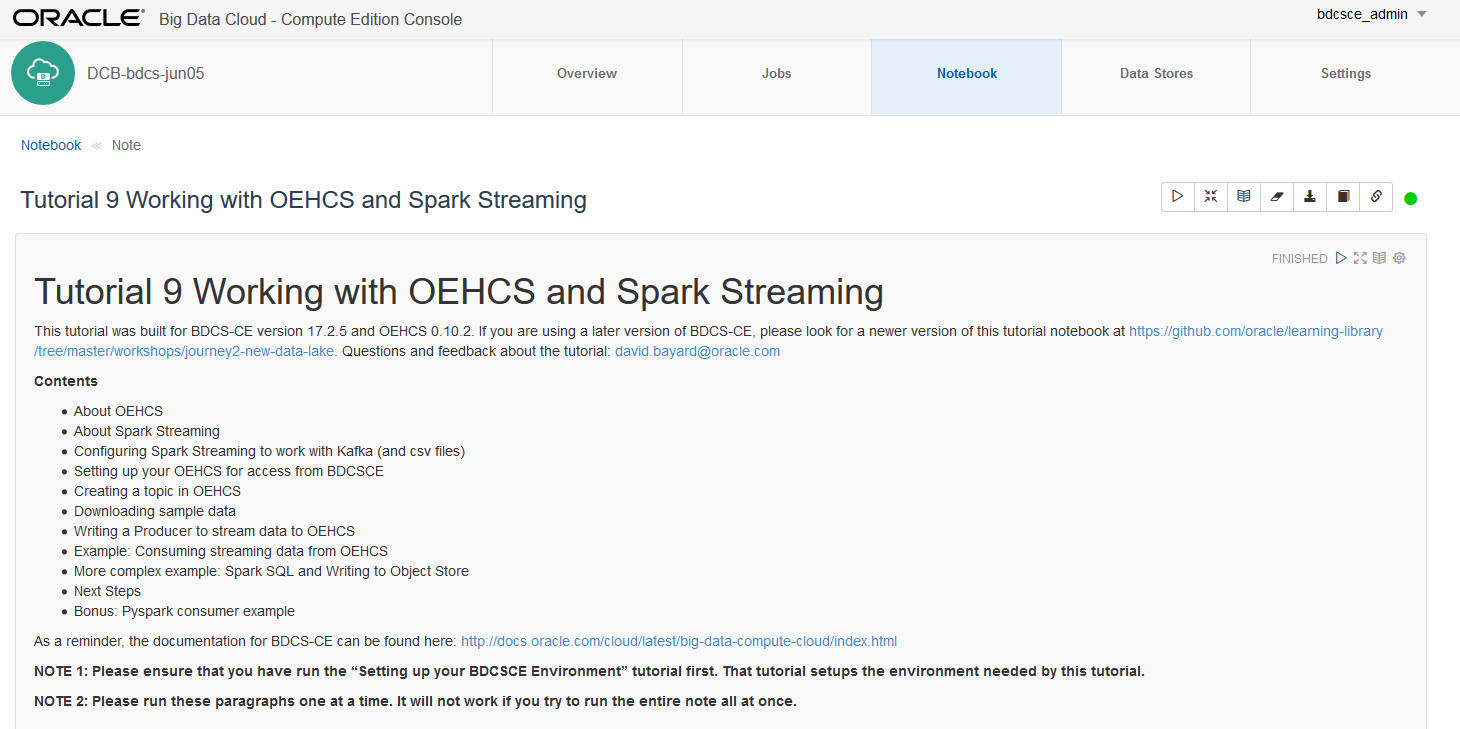 ORACLE® Big Data Cloud - Compute Edition Console
bdcsce_admin
DCB-bdcs-jun05
Overview
Jobs
Notebook
Data Stores
Settings
Notebook ≪ Note
Tutorial 9 Working with OEHCS and Spark Streaming
FINISHED
Tutorial 9 Working with OEHCS and Spark Streaming
This tutorial was built for BDCS-CE version 17.2.5 and OEHCS 0.10.2. If you are using a later version of BDCS-CE, please look for a newer version of this tutorial notebook at https://github.com/oracle/learning-library
/tree/master/workshops/journey2-new-data-lake. Questions and feedback about the tutorial: david.bayard@oracle.com
Contents
• About OEHCS
• About Spark Streaming
• Configuring Spark Streaming to work with Kafka (and csv files)
• Setting up your OEHCS for access from BDCSCE
• Creating a topic in OEHCS
• Downloading sample data
• Writing a Producer to stream data to OEHCS
• Example: Consuming streaming data from OEHCS
• More complex example: Spark SQL and Writing to Object Store
• Next Steps
• Bonus: Pyspark consumer example
As a reminder, the documentation for BDCS-CE can be found here: http://docs.oracle.com/cloud/latest/big-data-compute-cloud/index.html
NOTE 1: Please ensure that you have run the “Setting up your BDCSCE Environment” tutorial first. That tutorial setups the environment needed by this tutorial.
NOTE 2: Please run these paragraphs one at a time. It will not work if you try to run the entire note all at once.